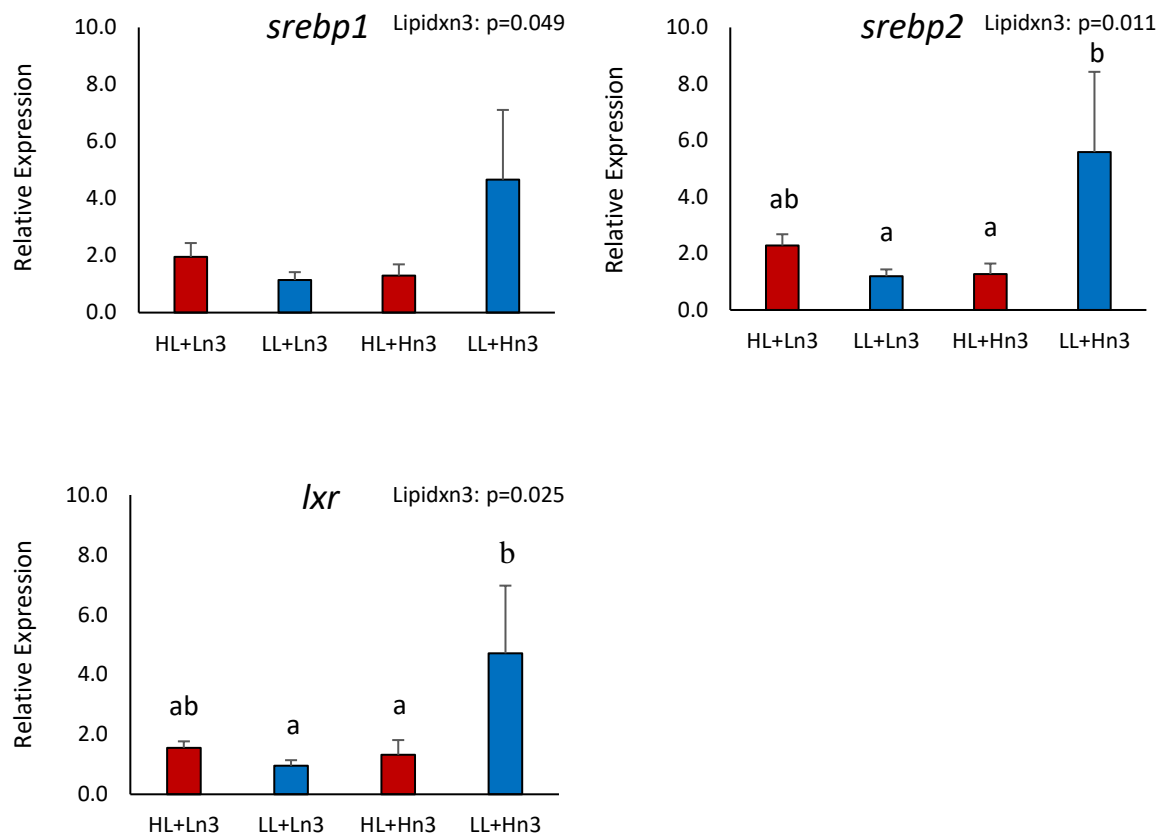 srebp1 Lipidxn3: p=0.049
Relative Expression
10.0
8.0
6.0
4.0
2.0
0.0
HL+Ln3 LL+Ln3 HL+Hn3 LL+Hn3
srebp2 Lipidxn3: p=0.011
Relative Expression
10.0
8.0
6.0
4.0
2.0
0.0
ab a a b
HL+Ln3 LL+Ln3 HL+Hn3 LL+Hn3
lxr Lipidxn3: p=0.025
Relative Expression
10.0
8.0
6.0
4.0
2.0
0.0
ab a a b
HL+Ln3 LL+Ln3 HL+Hn3 LL+Hn3